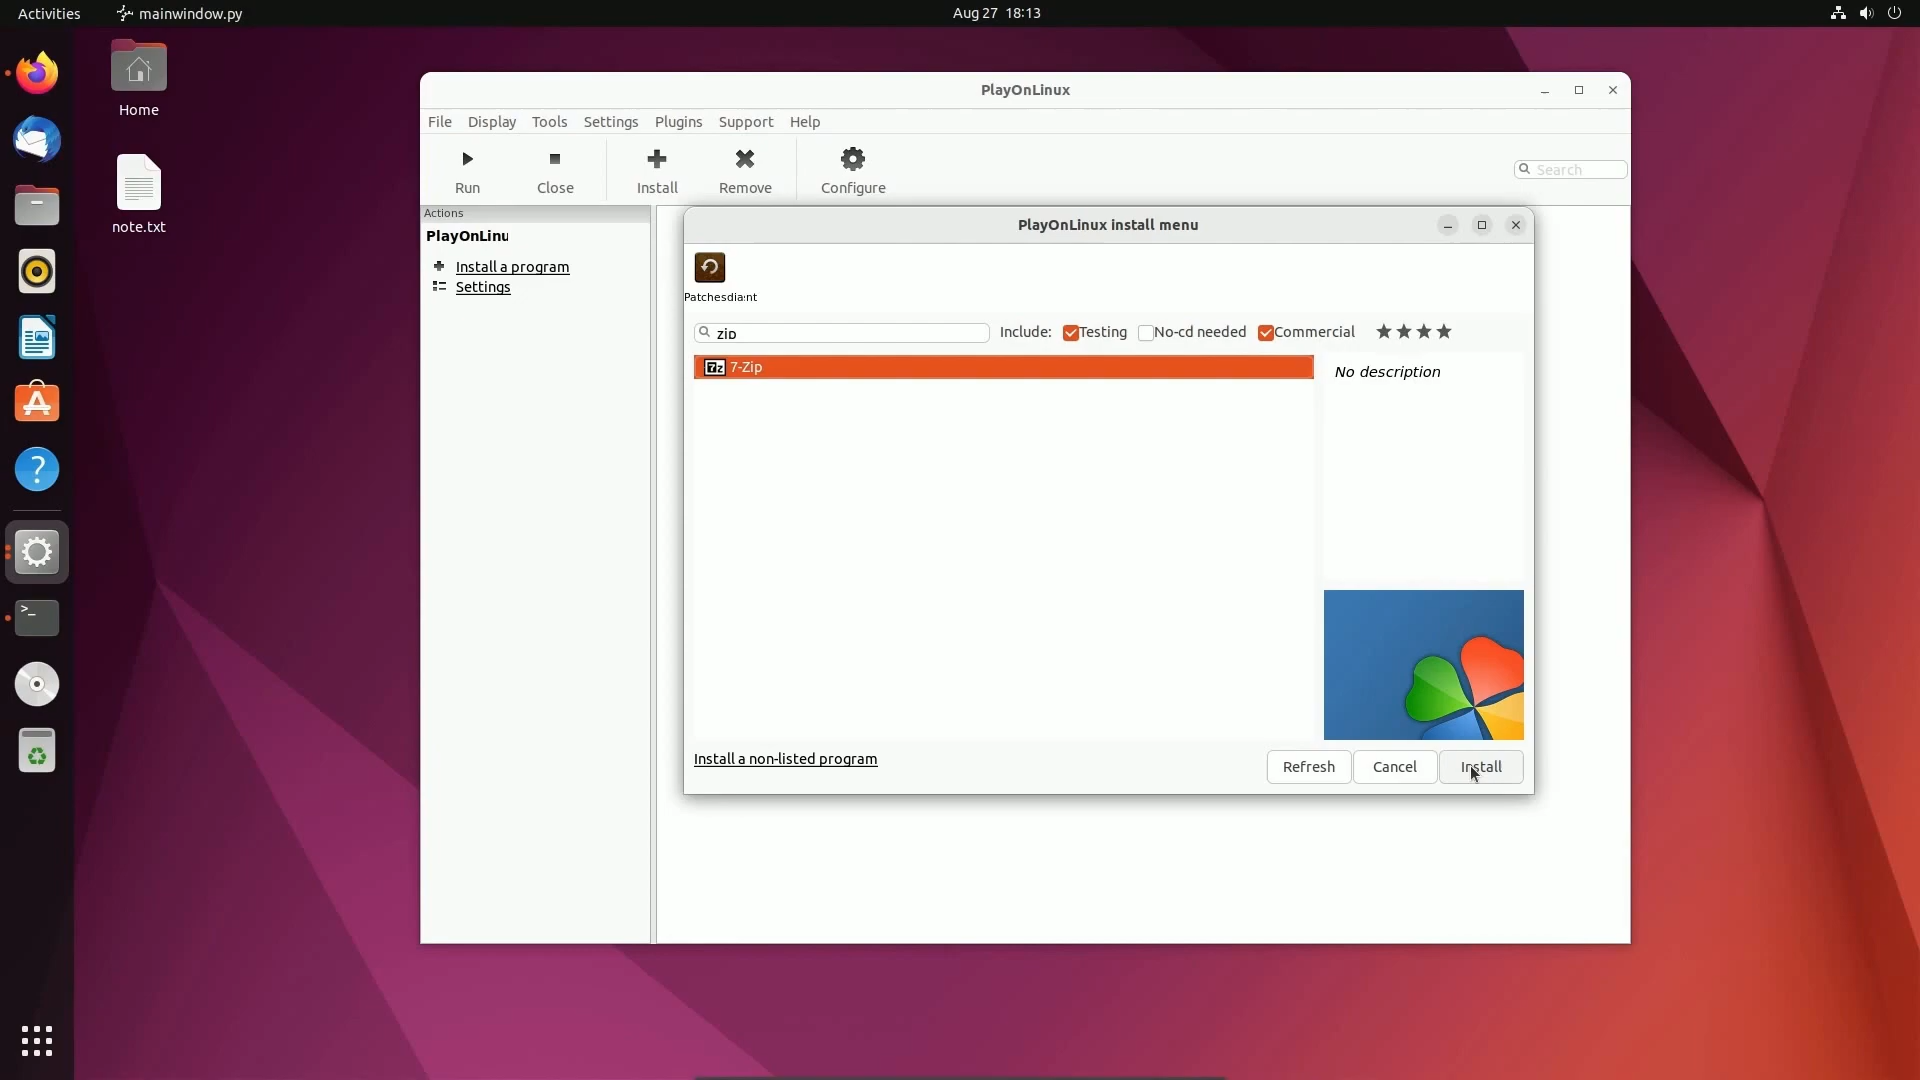 Activities mainwindow.py Aug 27 18:13
Home
note.txt
PlayOnLinux
File Display Tools Settings Plugins Support Help
Run Close Install Remove Configure Search
Actions
PlayOnLinu
Install a program
Settings
PlayOnLinux install menu
zip Include: Testing No-cd needed Commercial
7z 7-Zip
No description
Install a non-listed program Refresh Cancel Install